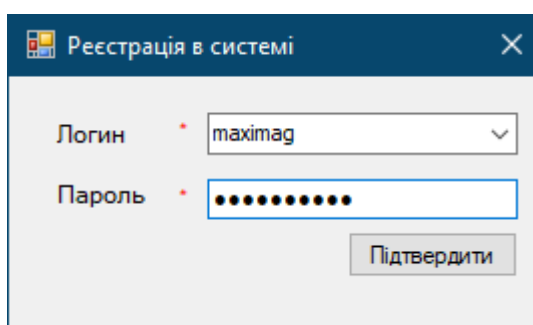 Реєстрація в системі
Логин * maximag
Пароль * ●●●●●●●●●●
Підтвердити